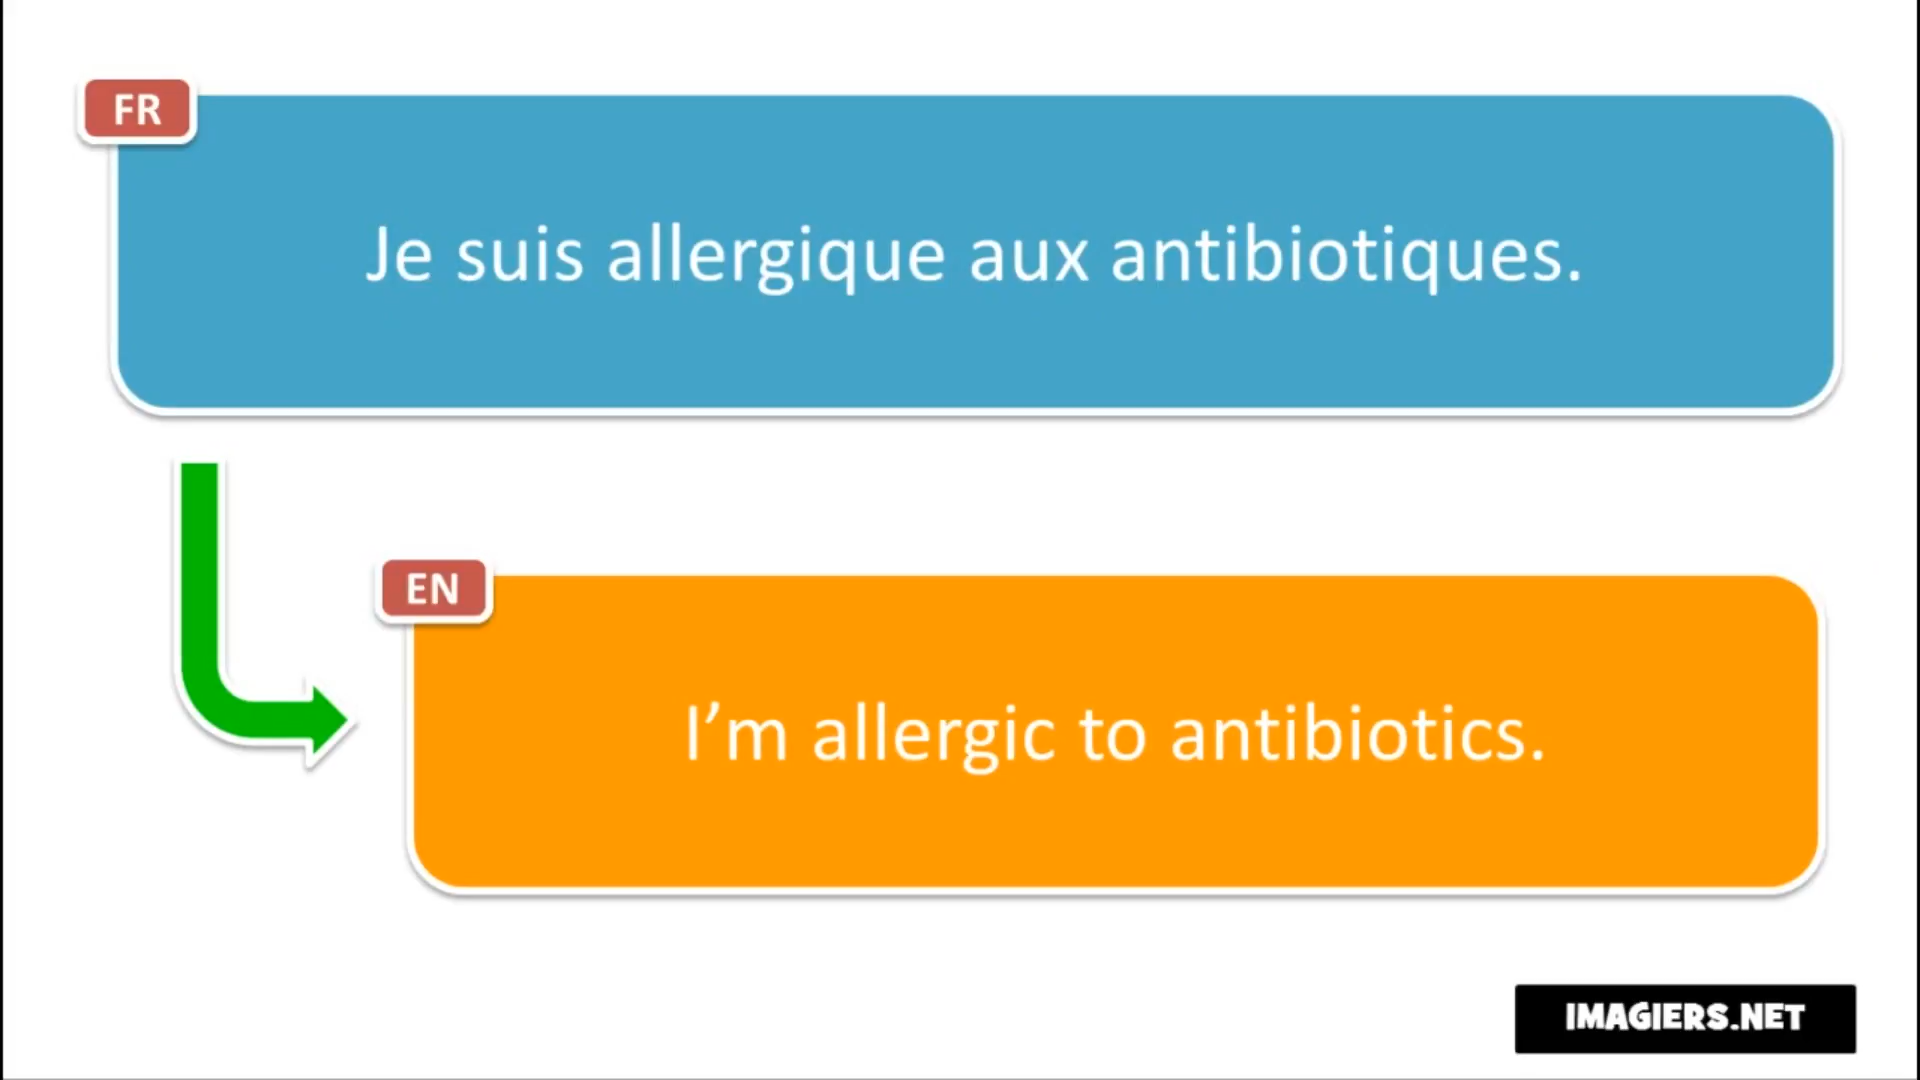 FR
Je suis allergique aux antibiotiques.
EN
I’m allergic to antibiotics.
IMAGIERS.NET